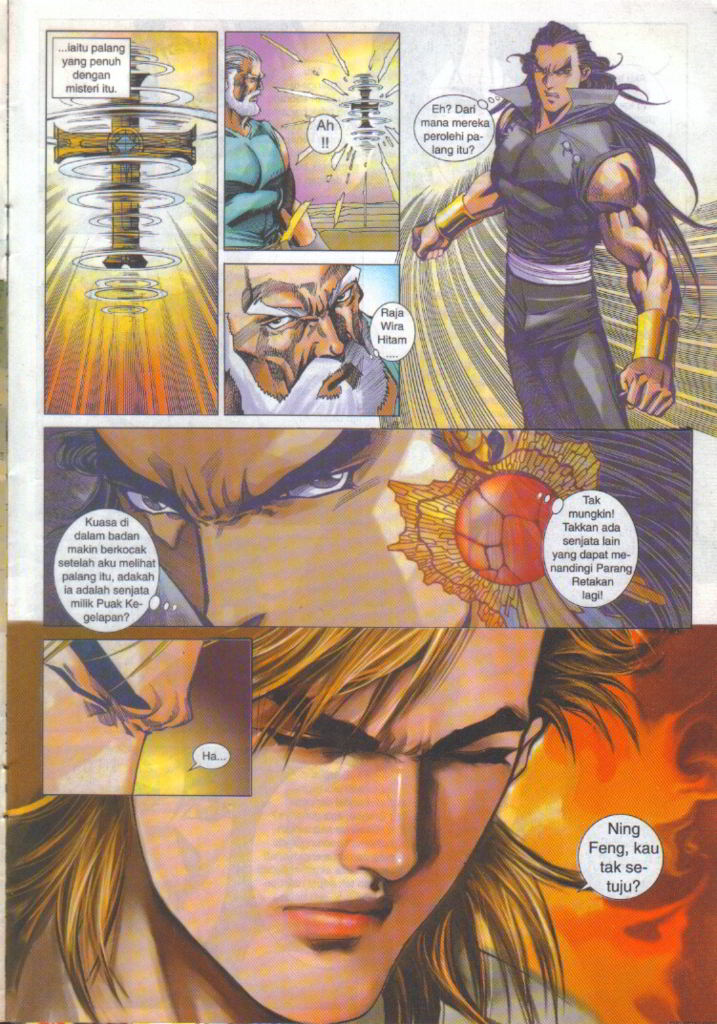 ...iaitu palang
yang penuh
dengan
misteri itu.
Ah
!!
Eh? Dari
mana mereka
perolehi pa-
lang itu?
Raja
Wira
Hitam
....
Kuasa di
dalam badan
makin berkocak
setelah aku melihat
palang itu, adakah
ia adalah senjata
milik Puak Ke-
gelapan?
Tak
mungkin!
Takkan ada
senjata lain
yang dapat me-
nandingi Parang
Retakan
lagi!
Ha...
Ning
Feng, kau
tak se-
tuju?